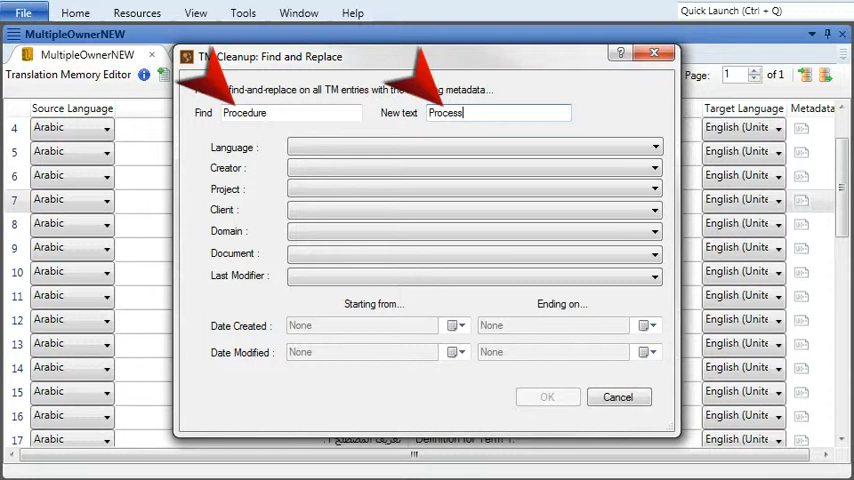 File Home Resources View Tools Window Help Quick Launch (Ctrl + Q)
MultipleOwnerNEW
MultipleOwnerNEW
TM Cleanup: Find and Replace
Translation Memory Editor
Page: 1 of 1
find-and-replace on all TM entries with the metadata...
Find Procedure New text Process
Source Language Target Language Metadata
Language :
Creator :
Project :
Client :
Domain :
Document :
Last Modifier :
Starting from... Ending on...
Date Created : None None
Date Modified : None None
OK Cancel
4 Arabic English (Unite
5 Arabic English (Unite
6 Arabic English (Unite
7 Arabic English (Unite
8 Arabic English (Unite
9 Arabic English (Unite
10 Arabic English (Unite
11 Arabic English (Unite
12 Arabic English (Unite
13 Arabic English (Unite
14 Arabic English (Unite
15 Arabic English (Unite
16 Arabic English (Unite
17 Arabic تعريف المصطلح 1. Definition for Term 1. English (Unite